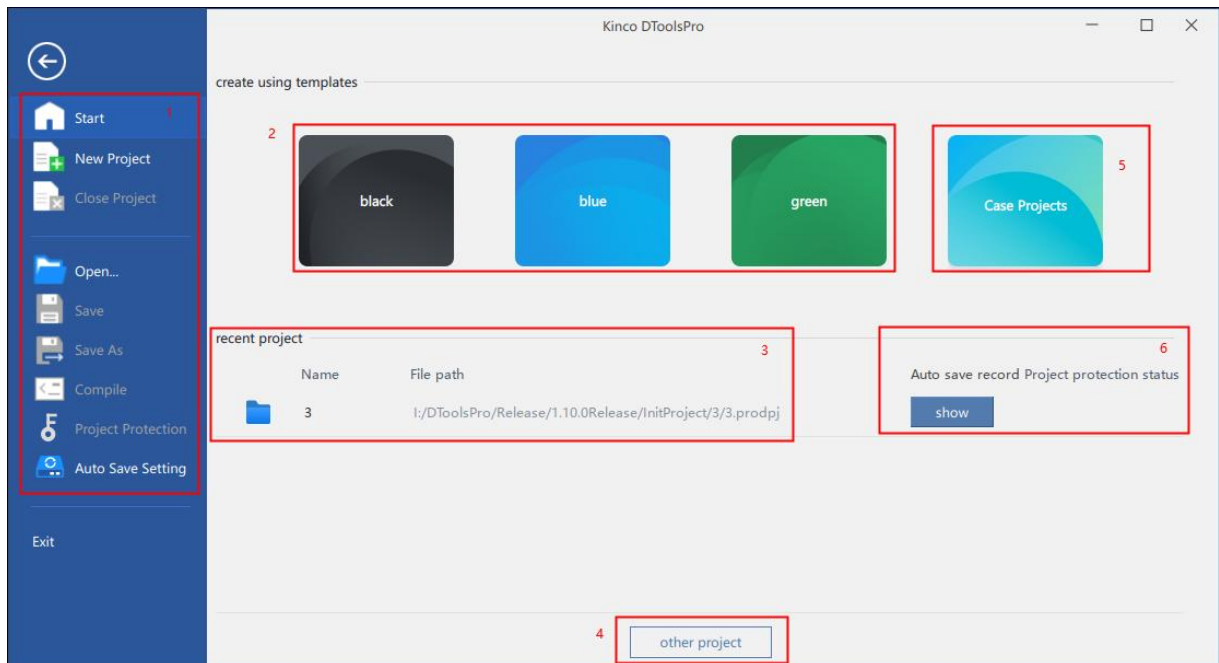 Kinco DToolsPro
1
Start
New Project
Close Project
Open...
Save
Save As
Compile
Project Protection
Auto Save Setting
Exit
create using templates
2
black
blue
green
5
Case Projects
recent project
3
Name File path
3 I:/DToolsPro/Release/1.10.0Release/InitProject/3/3.prodpj
6
Auto save record Project protection status
show
4
other project